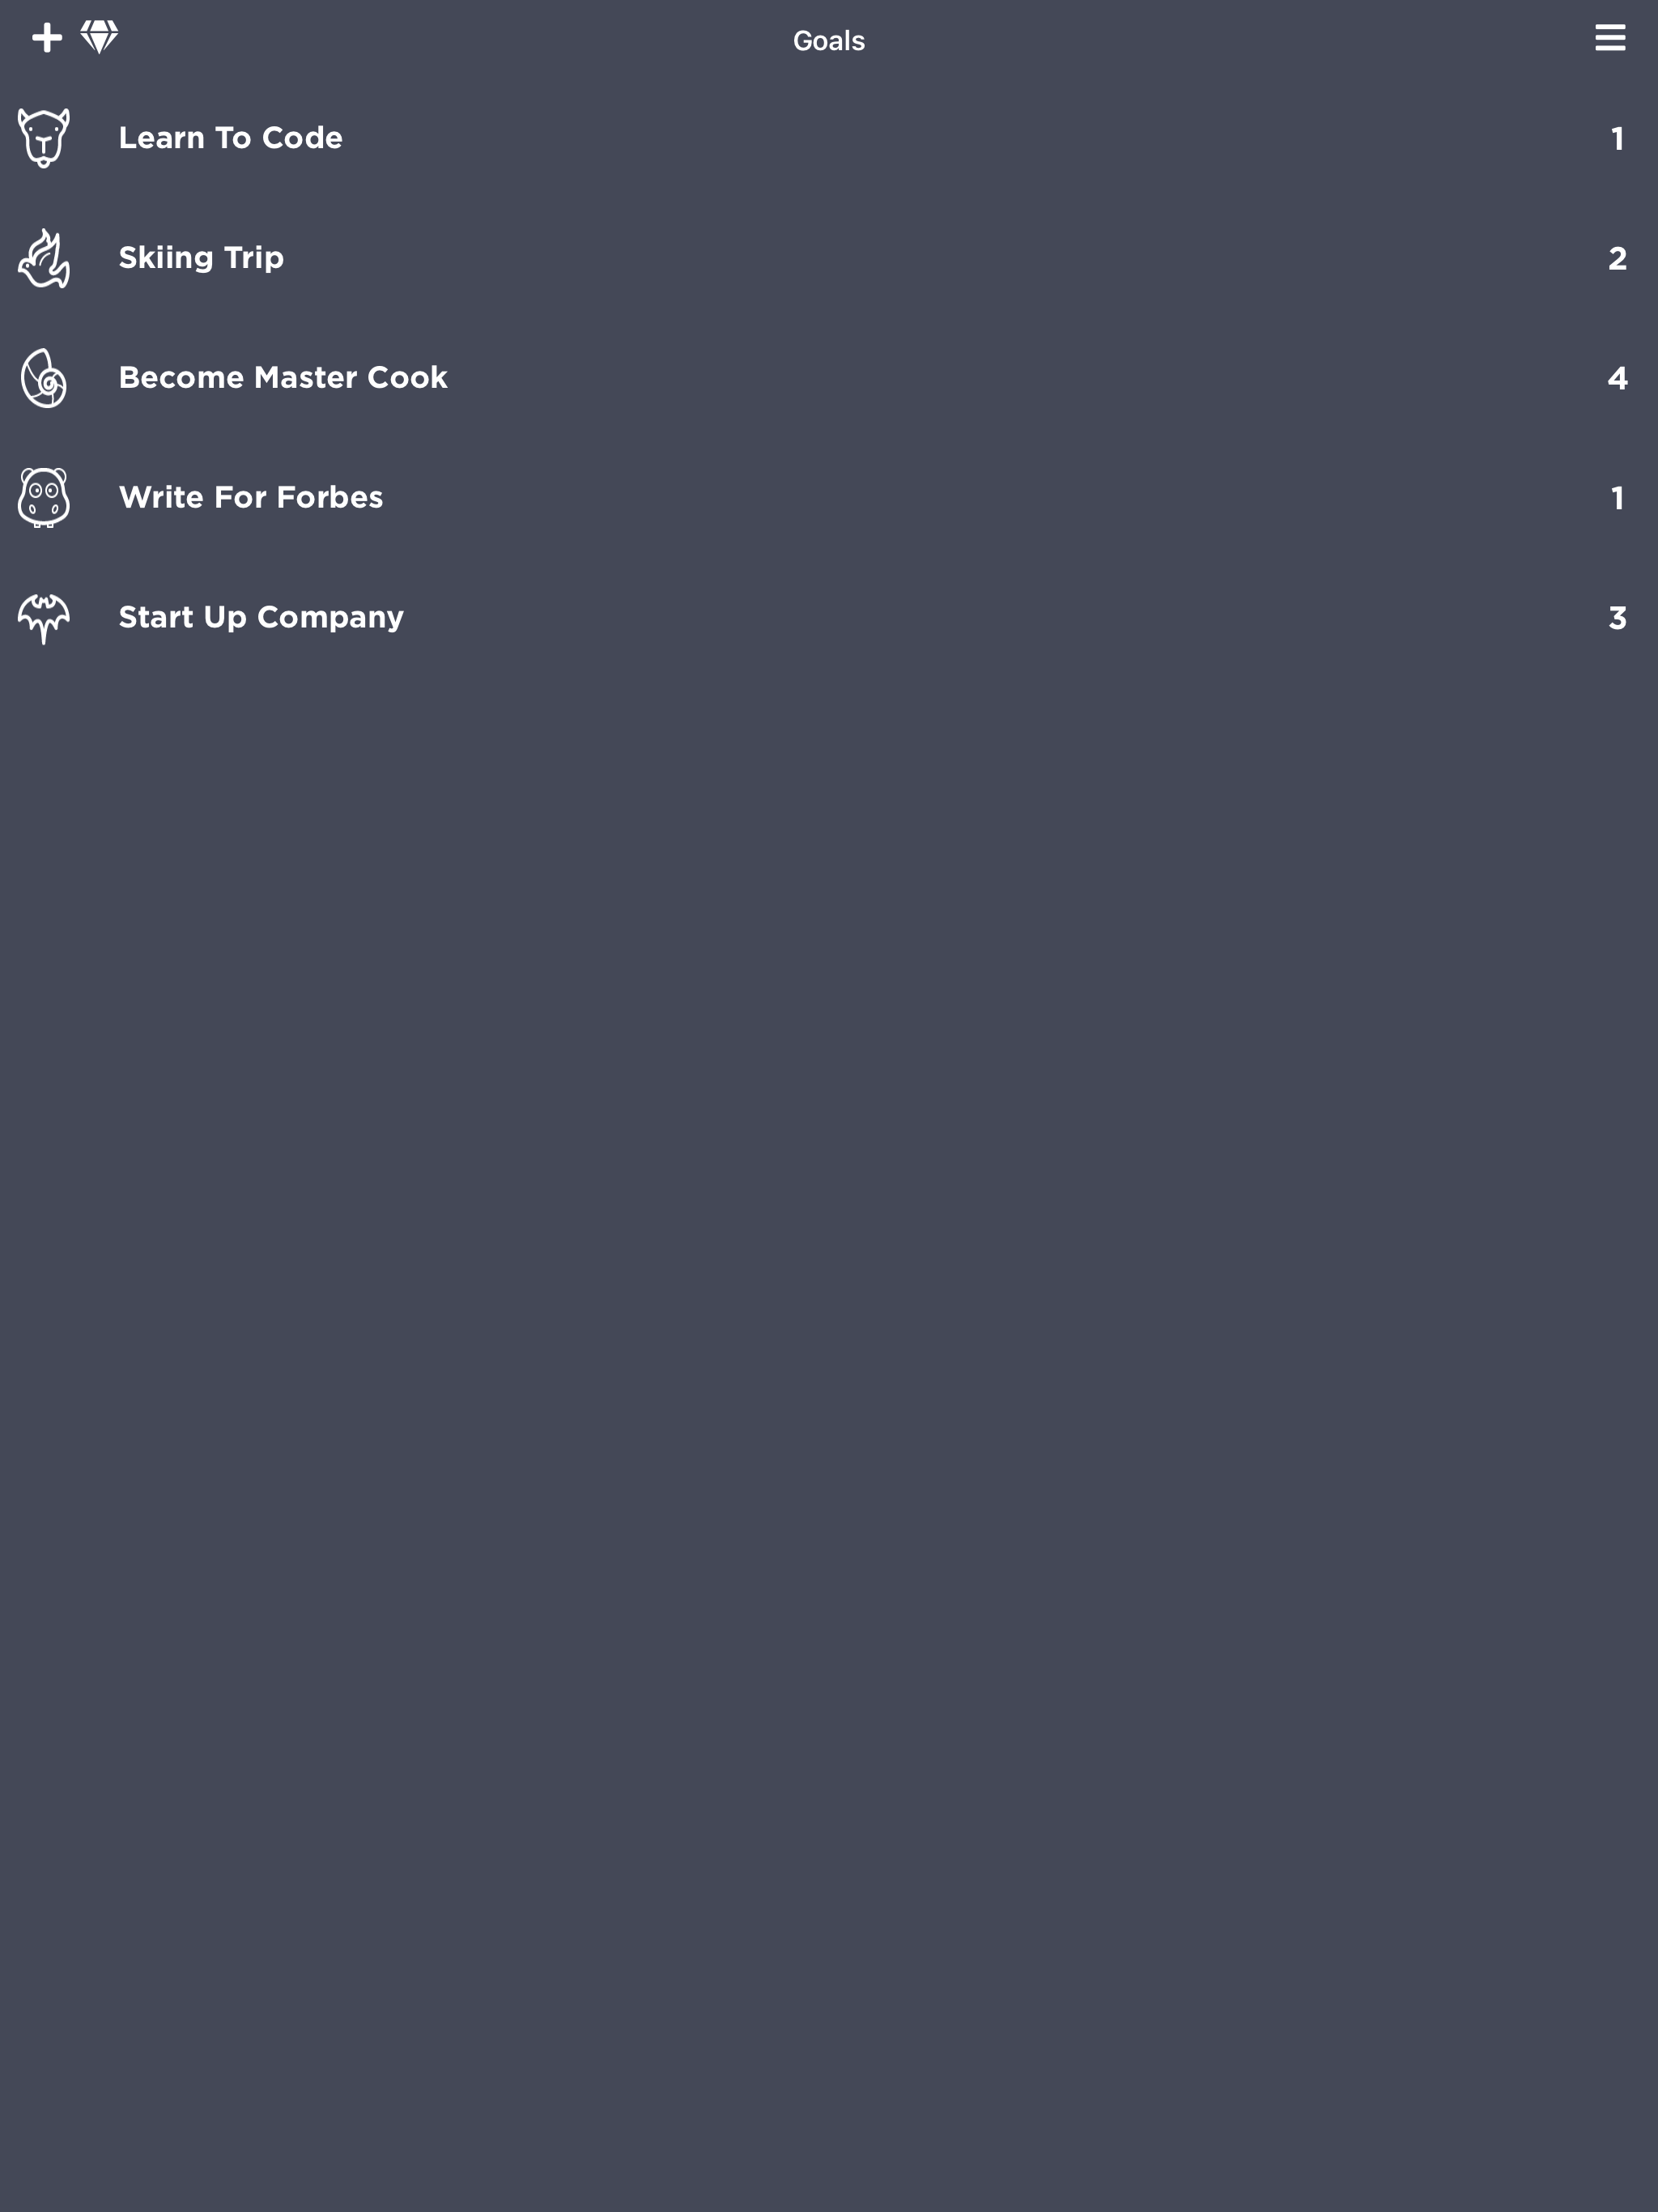 Goals
Learn To Code 1
Skiing Trip 2
Become Master Cook 4
Write For Forbes 1
Start Up Company 3